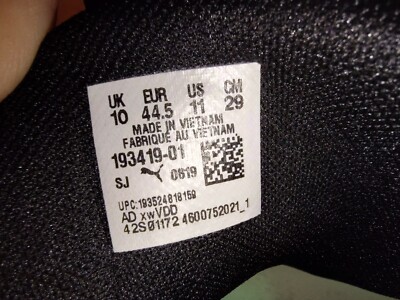 UK EUR US CM
10 44.5 11 29
MADE IN VIETNAM
FABRIQUE AU VIETNAM
193419-01
SJ 0619
UPC:193524818159
AD xwVDD
42S01172 4600752021_1